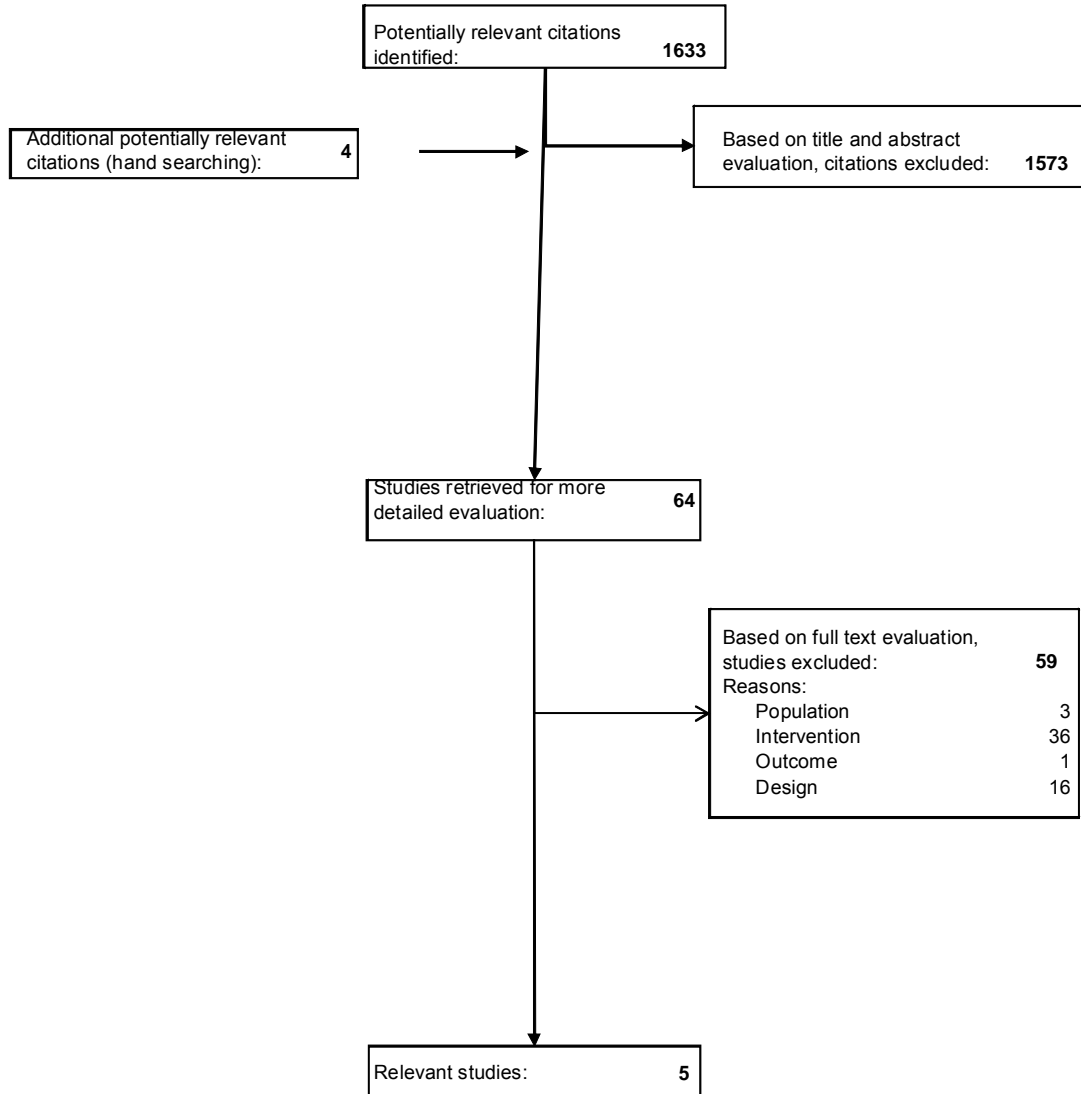 Potentially relevant citations
identified: 1633
Additional potentially relevant
citations (hand searching): 4
Based on title and abstract
evaluation, citations excluded: 1573
Studies retrieved for more
detailed evaluation: 64
Based on full text evaluation,
studies excluded: 59
Reasons:
Population 3
Intervention 36
Outcome 1
Design 16
Relevant studies: 5